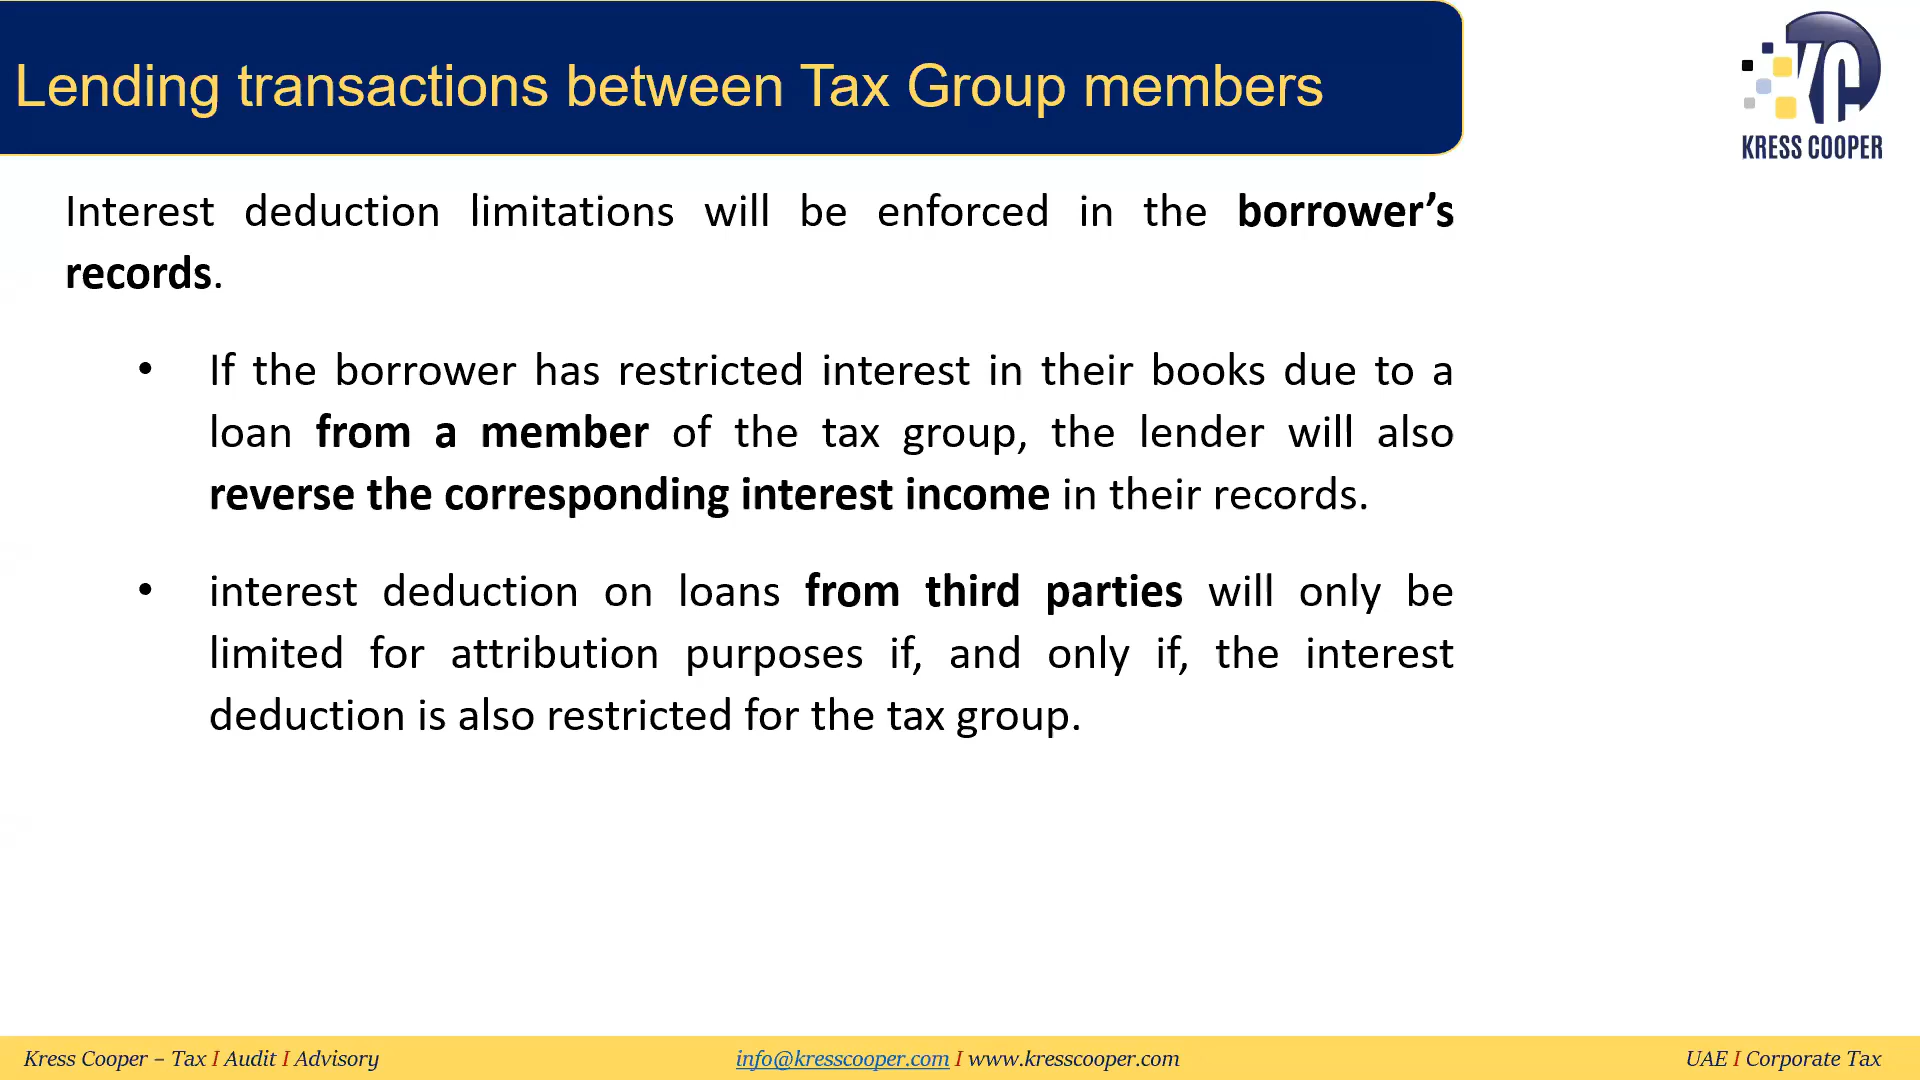 Lending transactions between Tax Group members
KC
KRESS COOPER
Interest deduction limitations will be enforced in the borrower’s
records.
• If the borrower has restricted interest in their books due to a
loan from a member of the tax group, the lender will also
reverse the corresponding interest income in their records.
• interest deduction on loans from third parties will only be
limited for attribution purposes if, and only if, the interest
deduction is also restricted for the tax group.
Kress Cooper – Tax I Audit I Advisory
info@kresscooper.com I www.kresscooper.com
UAE I Corporate Tax